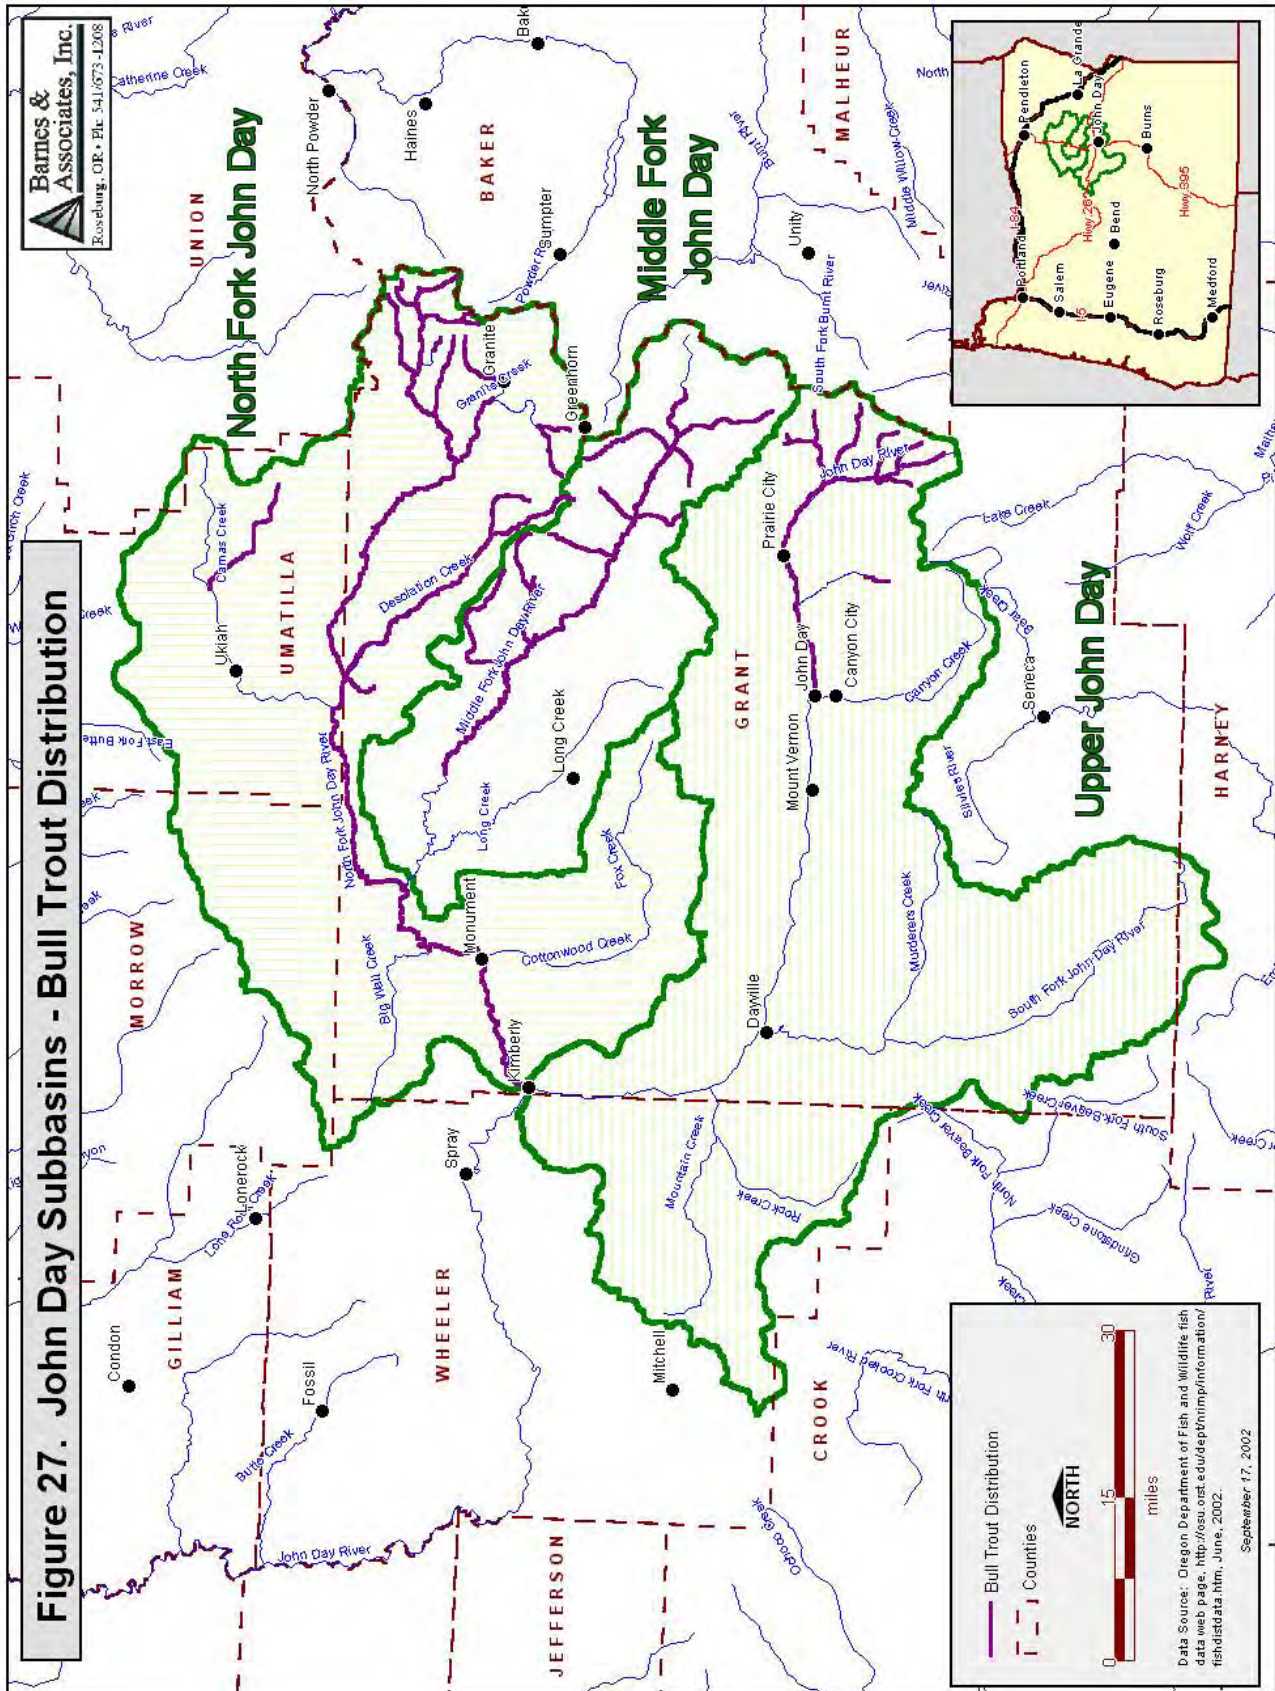 Figure 27.  John Day Subbasins - Bull Trout Distribution
Barnes &
Associates, Inc.
Roseburg, OR • Ph: 541/673-1208
North Fork John Day
Middle Fork
John Day
Upper John Day
UNION
BAKER
MALHEUR
UMATILLA
MORROW
GILLIAM
WHEELER
JEFFERSON
CROOK
GRANT
HARNEY
Condon
Lonerock
Fossil
Spray
Mitchell
Kimberly
Monument
Ukiah
Long Creek
Dayville
Mount Vernon
John Day
Canyon City
Prairie City
Seneca
Granite
Greenhorn
Sumpter
Unity
North Powder
Haines
Catherine Creek
Camas Creek
Granite Creek
Desolation Creek
Middle Fork John Day River
North Fork John Day River
East Fork Butte
Long Creek
Fox Creek
Cottonwood Creek
Big Wall Creek
Butte Creek
John Day River
Ochoco Creek
Mountain Creek
Rock Creek
Murderers Creek
South Fork John Day River
South Fork Beaver Creek
North Fork Beaver Creek
Grindstone Creek
River
Silvies River
Canyon Creek
Bear Creek
Lake Creek
Wolf Creek
John Day River
South Fork Burnt River
Burnt River
Middle Willow Creek
North
River
Creek
Portland
Salem
Eugene
Roseburg
Medford
Bend
Pendleton
La Grande
John Day
Burns
I-84
I-5
Hwy 26
Hwy 395
Bull Trout Distribution
Counties
NORTH
0 15 30
miles
Data Source: Oregon Department of Fish and Wildlife fish
data web page, http://osu.orst.edu/dept/nrimp/information/
fishdistdata.htm, June, 2002.
September 17, 2002